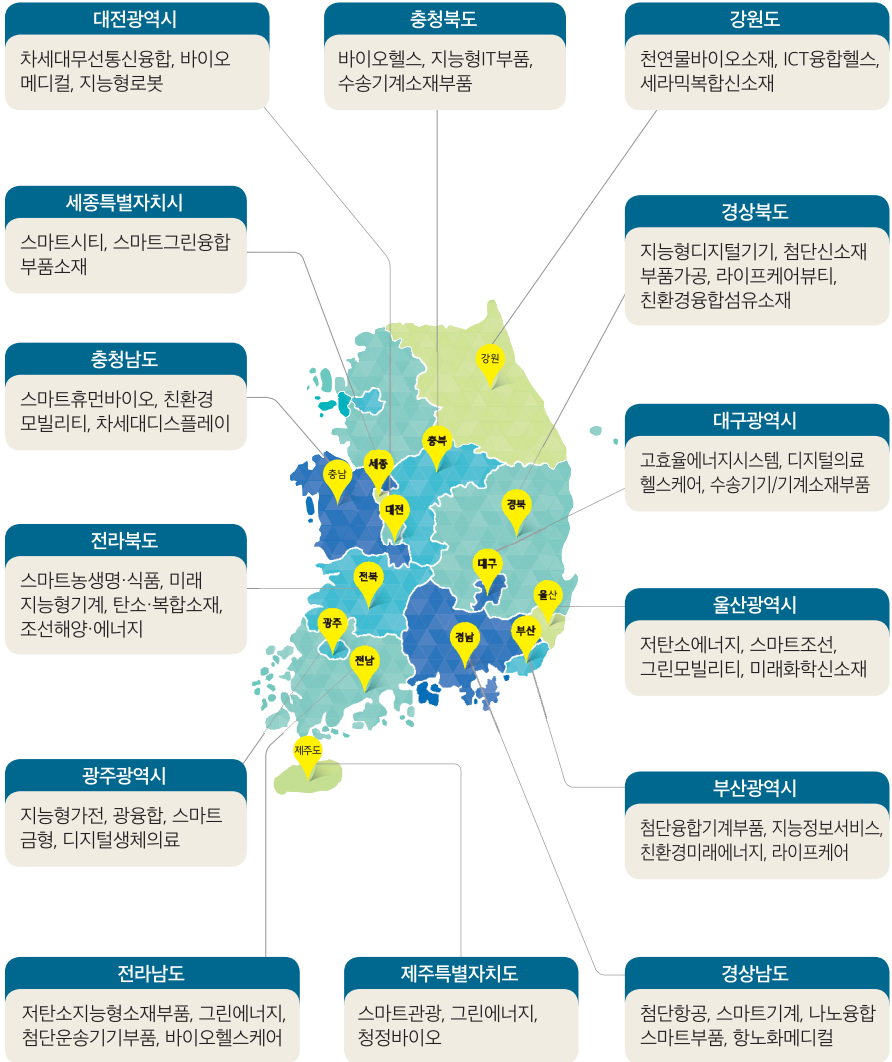 대전광역시
차세대무선통신융합, 바이오
메디컬, 지능형로봇
충청북도
바이오헬스, 지능형IT부품,
수송기계소재부품
강원도
천연물바이오소재, ICT융합헬스,
세라믹복합신소재
세종특별자치시
스마트시티, 스마트그린융합
부품소재
경상북도
지능형디지털기기, 첨단신소재
부품가공, 라이프케어뷰티,
친환경융합섬유소재
충청남도
스마트휴먼바이오, 친환경
모빌리티, 차세대디스플레이
대구광역시
고효율에너지시스템, 디지털의료
헬스케어, 수송기기/기계소재부품
전라북도
스마트농생명·식품, 미래
지능형기계, 탄소·복합소재,
조선해양·에너지
울산광역시
저탄소에너지, 스마트조선,
그린모빌리티, 미래화학신소재
광주광역시
지능형가전, 광융합, 스마트
금형, 디지털생체의료
부산광역시
첨단융합기계부품, 지능정보서비스,
친환경미래에너지, 라이프케어
전라남도
저탄소지능형소재부품, 그린에너지,
첨단운송기기부품, 바이오헬스케어
제주특별자치도
스마트관광, 그린에너지,
청정바이오
경상남도
첨단항공, 스마트기계, 나노융합
스마트부품, 항노화메디컬
강원
충북
세종
충남
대전
경북
대구
전북
울산
광주
부산
경남
전남
제주도